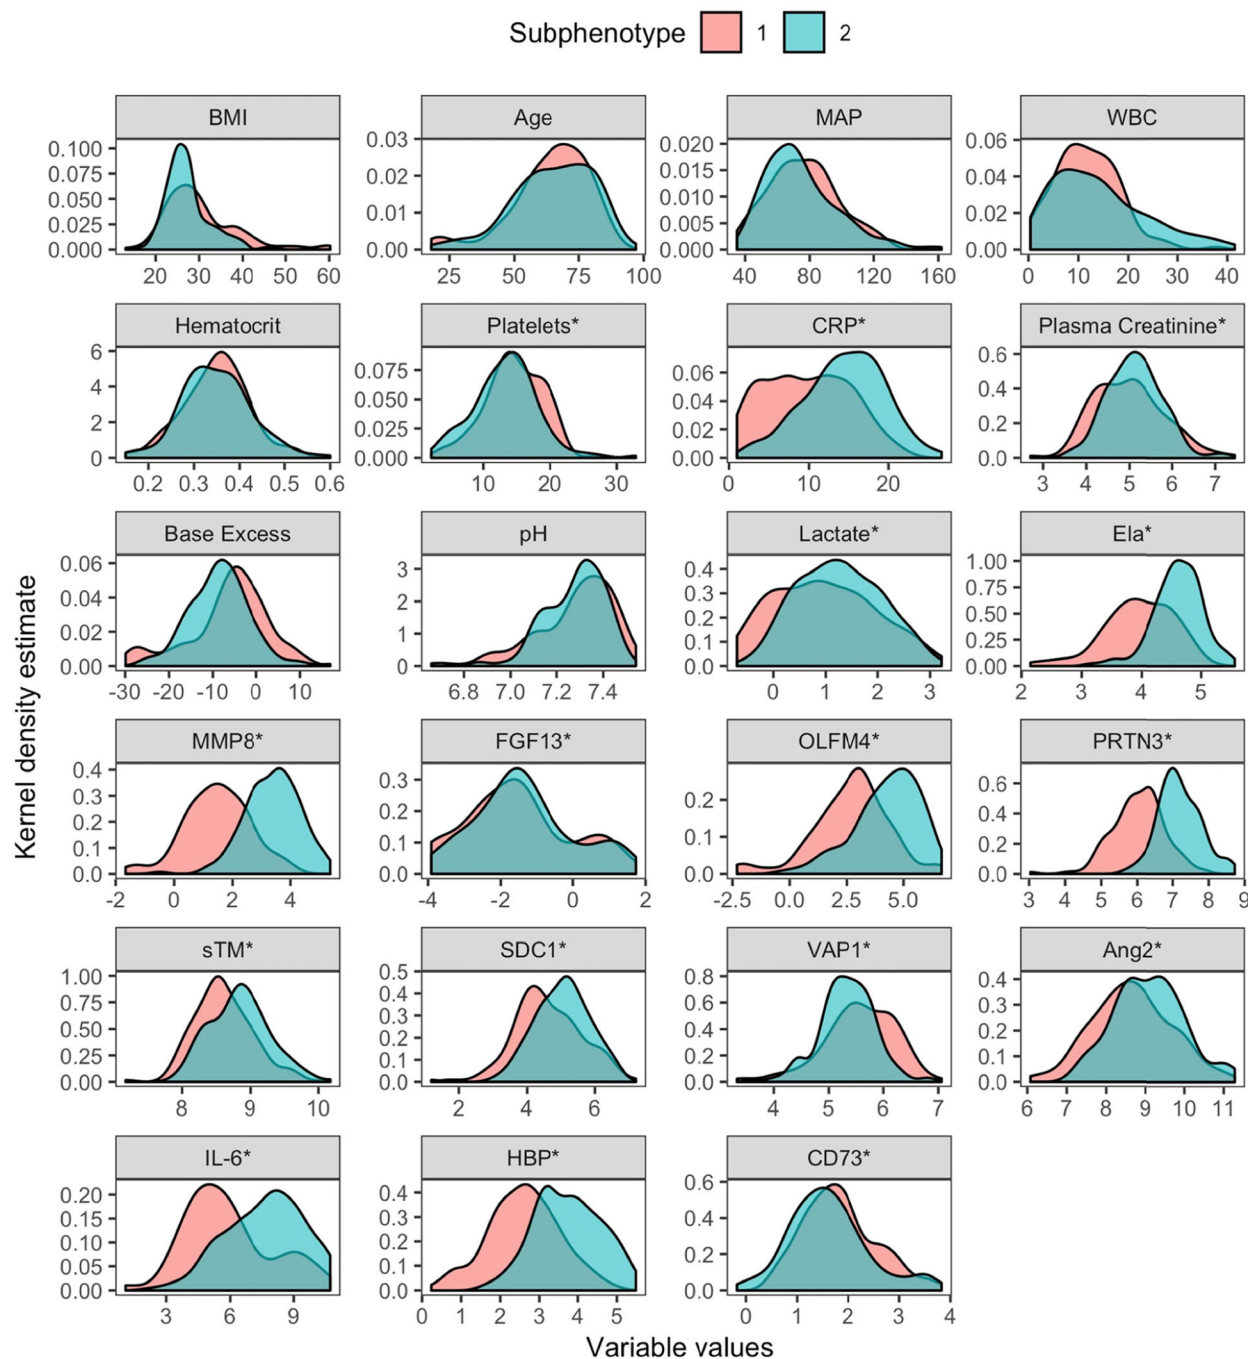 Subphenotype 1 2
BMI Age MAP WBC
0.100 0.075 0.050 0.025 0.000
0.03 0.02 0.01 0.00
0.020 0.015 0.010 0.005 0.000
0.06 0.04 0.02 0.00
20 30 40 50 60 25 50 75 100 40 80 120 160 0 10 20 30 40
Hematocrit Platelets* CRP* Plasma Creatinine*
6 4 2 0
0.075 0.050 0.025 0.000
0.06 0.04 0.02 0.00
0.6 0.4 0.2 0.0
0.2 0.3 0.4 0.5 0.6 10 20 30 0 10 20 3 4 5 6 7
Base Excess pH Lactate* Ela*
0.06 0.04 0.02 0.00
3 2 1 0
0.4 0.3 0.2 0.1 0.0
1.00 0.75 0.50 0.25 0.00
-30 -20 -10 0 10 6.8 7.0 7.2 7.4 0 1 2 3 2 3 4 5
MMP8* FGF13* OLFM4* PRTN3*
0.4 0.3 0.2 0.1 0.0
0.3 0.2 0.1 0.0
0.2 0.1 0.0
0.6 0.4 0.2 0.0
-2 0 2 4 -4 -2 0 2 -2.5 0.0 2.5 5.0 3 4 5 6 7 8 9
sTM* SDC1* VAP1* Ang2*
1.00 0.75 0.50 0.25 0.00
0.5 0.4 0.3 0.2 0.1 0.0
0.8 0.6 0.4 0.2 0.0
0.4 0.3 0.2 0.1 0.0
8 9 10 2 4 6 4 5 6 7 6 7 8 9 10 11
IL-6* HBP* CD73*
0.20 0.15 0.10 0.05 0.00
0.4 0.3 0.2 0.1 0.0
0.6 0.4 0.2 0.0
3 6 9 0 1 2 3 4 5 0 1 2 3 4
Kernel density estimate
Variable values